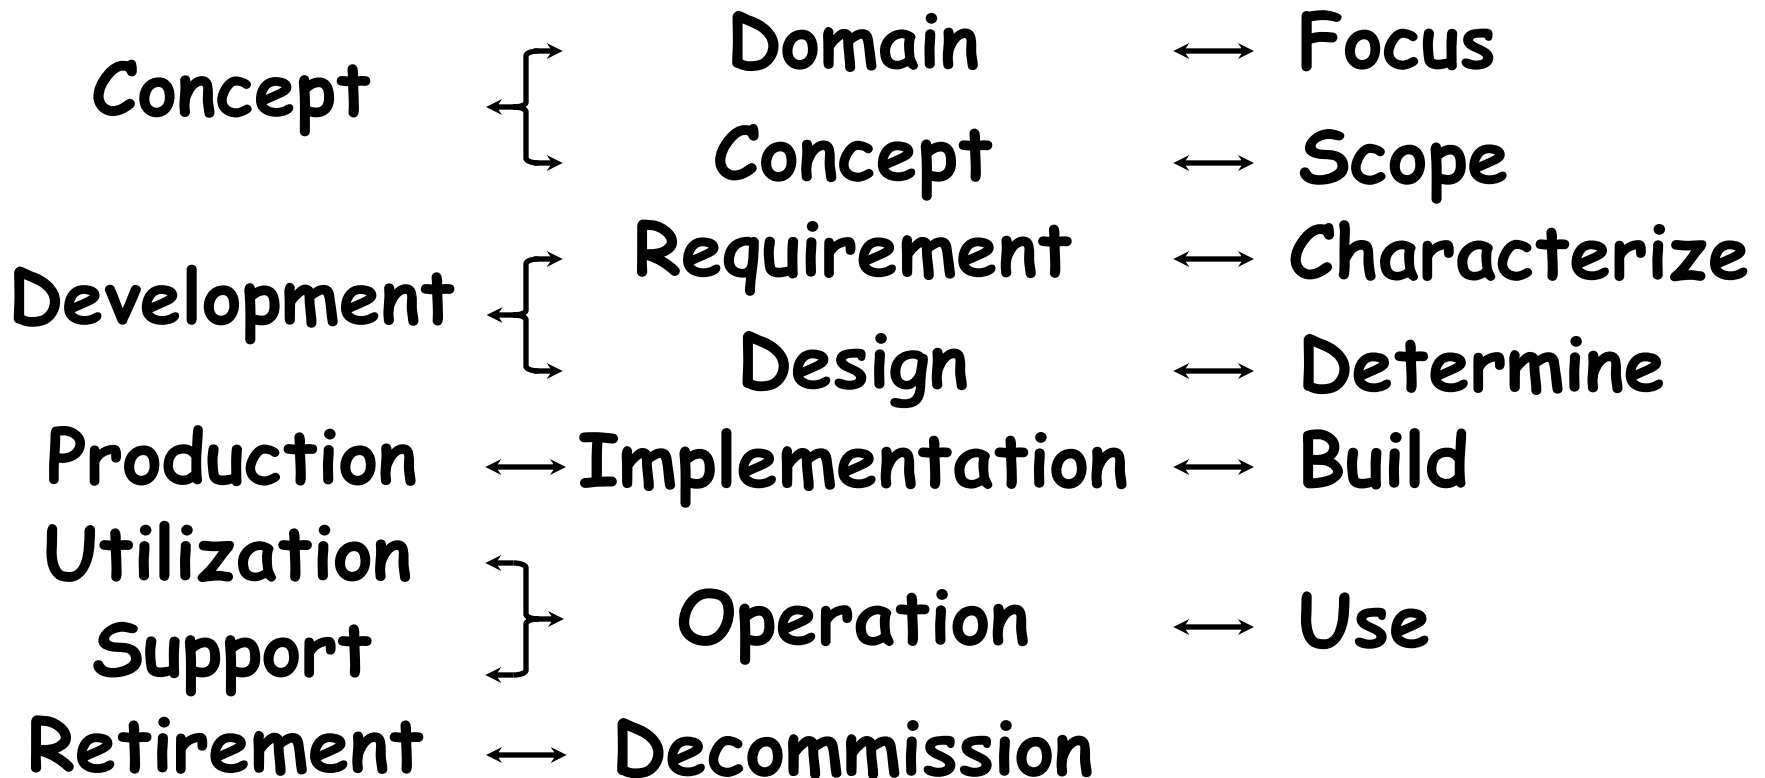 Concept
Domain
Focus
Concept
Scope
Development
Requirement
Characterize
Design
Determine
Production
Implementation
Build
Utilization
Support
Operation
Use
Retirement
Decommission